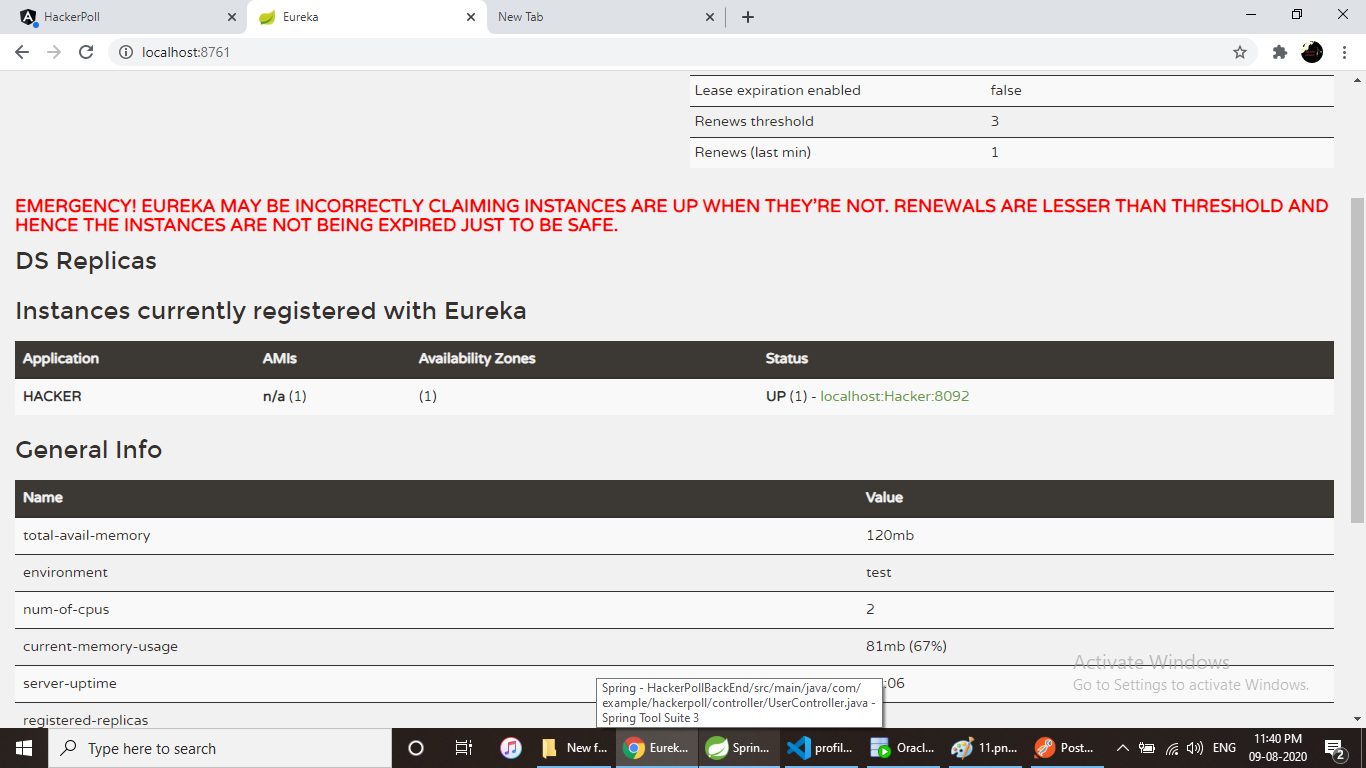 HackerPoll
Eureka
New Tab
localhost:8761
Lease expiration enabled false
Renews threshold 3
Renews (last min) 1
EMERGENCY! EUREKA MAY BE INCORRECTLY CLAIMING INSTANCES ARE UP WHEN THEY'RE NOT. RENEWALS ARE LESSER THAN THRESHOLD AND
HENCE THE INSTANCES ARE NOT BEING EXPIRED JUST TO BE SAFE.
DS Replicas
Instances currently registered with Eureka
Application AMIs Availability Zones Status
HACKER n/a (1) (1) UP (1) - localhost:Hacker:8092
General Info
Name Value
total-avail-memory 120mb
environment test
num-of-cpus 2
current-memory-usage 81mb (67%)
server-uptime :06
registered-replicas
Activate Windows
Go to Settings to activate Windows.
Spring - HackerPollBackEnd/src/main/java/com/
example/hackerpoll/controller/UserController.java -
Spring Tool Suite 3
Type here to search
New f...
Eurek...
Sprin...
profil...
Oracl...
11.pn...
Post...
ENG
11:40 PM
09-08-2020
2